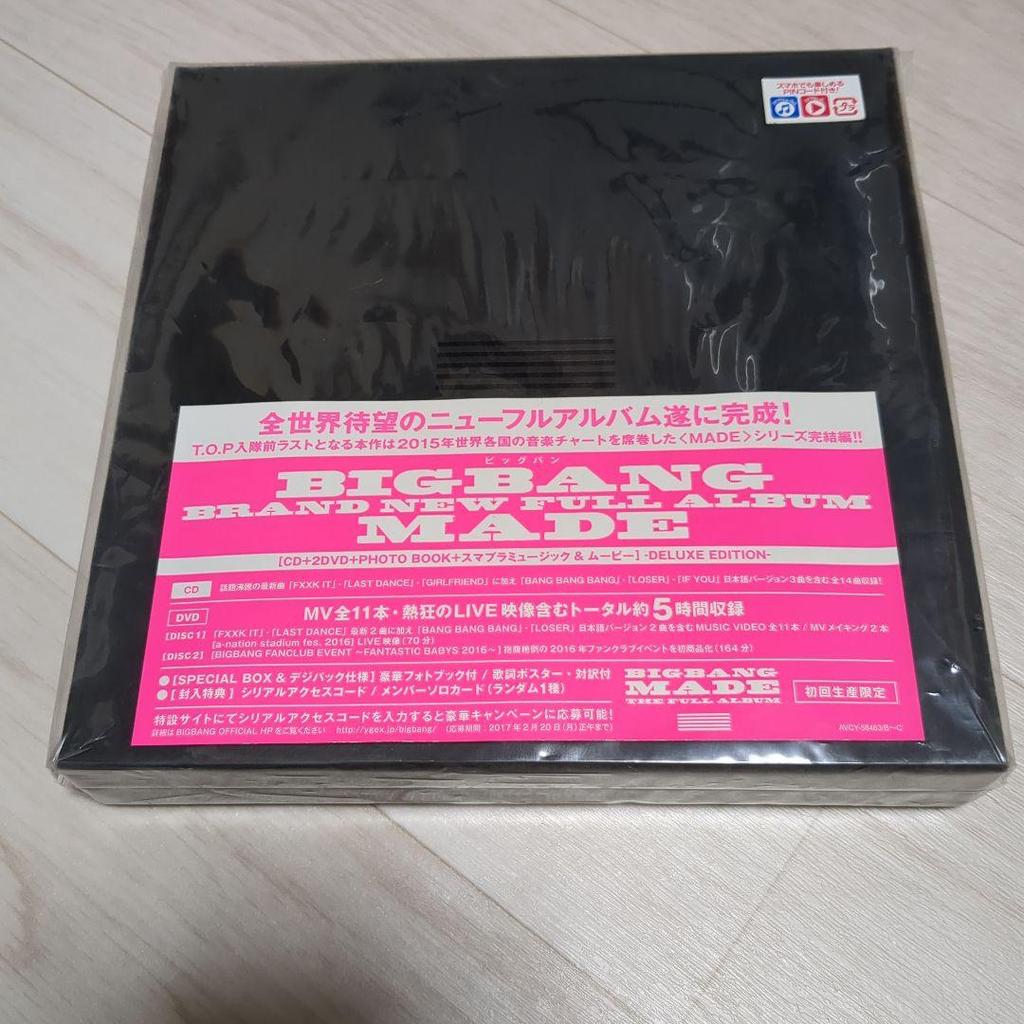 スマホでも楽しめる
PINコード付き!
プラ
全世界待望のニューフルアルバム遂に完成!
T.O.P入隊前ラストとなる本作は2015年世界各国の音楽チャートを席巻した〈MADE〉シリーズ完結編!!
ビッグバン
BIGBANG
BRAND NEW FULL ALBUM
MADE
[CD+2DVD+PHOTO BOOK+スマプラミュージック & ムービー] -DELUXE EDITION-
CD 話題沸騰の最新曲「FXXK IT」・「LAST DANCE」・「GIRLFRIEND」に加え「BANG BANG BANG」・「LOSER」・「IF YOU」日本語バージョン3曲を含む全14曲収録!
DVD MV全11本・熱狂のLIVE映像含むトータル約5時間収録
[DISC1] 「FXXK IT」・「LAST DANCE」最新2曲に加え「BANG BANG BANG」・「LOSER」日本語バージョン2曲を含むMUSIC VIDEO 全11本 / MVメイキング2本
[a-nation stadium fes. 2016] LIVE映像(70分)
[DISC2] [BIGBANG FANCLUB EVENT ～FANTASTIC BABYS 2016～] 抱腹絶倒の2016年ファンクラブイベントを初商品化(164分)
●[SPECIAL BOX & デジパック仕様] 豪華フォトブック付 / 歌詞ポスター・対訳付
●[封入特典] シリアルアクセスコード / メンバーソロカード(ランダム1種)
特設サイトにてシリアルアクセスコードを入力すると豪華キャンペーンに応募可能!
詳細は BIGBANG OFFICIAL HP をご覧ください http://ygex.jp/bigbang/ (応募期間:2017年2月20日(月)正午まで)
BIGBANG
MADE
THE FULL ALBUM
初回生産限定
AVCY-58463/B～C